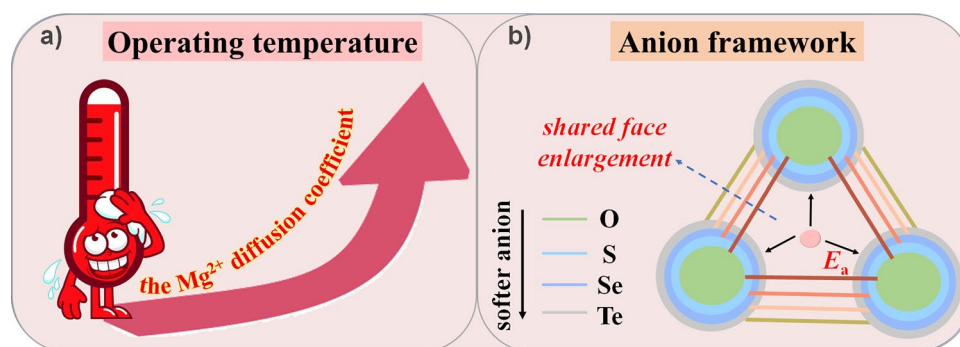 a)
Operating temperature
the Mg²⁺ diffusion coefficient
b)
Anion framework
shared face
enlargement
softer anion
O
S
Se
Te
Eₐ